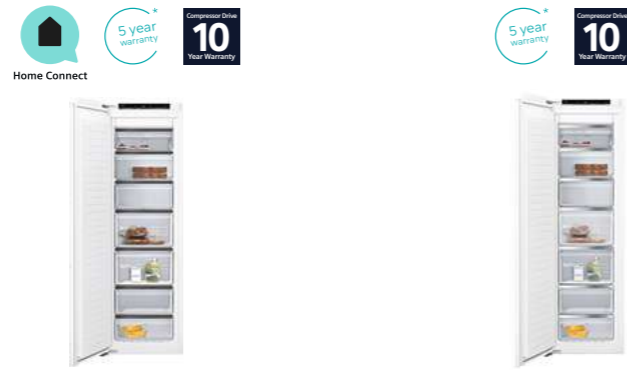 5 year
warranty
*
Compressor Drive
10
Year Warranty
Home Connect
5 year
warranty
*
Compressor Drive
10
Year Warranty